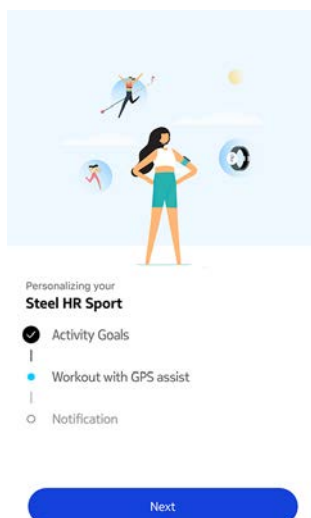 Personalizing your
Steel HR Sport
Activity Goals
Workout with GPS assist
Notification
Next